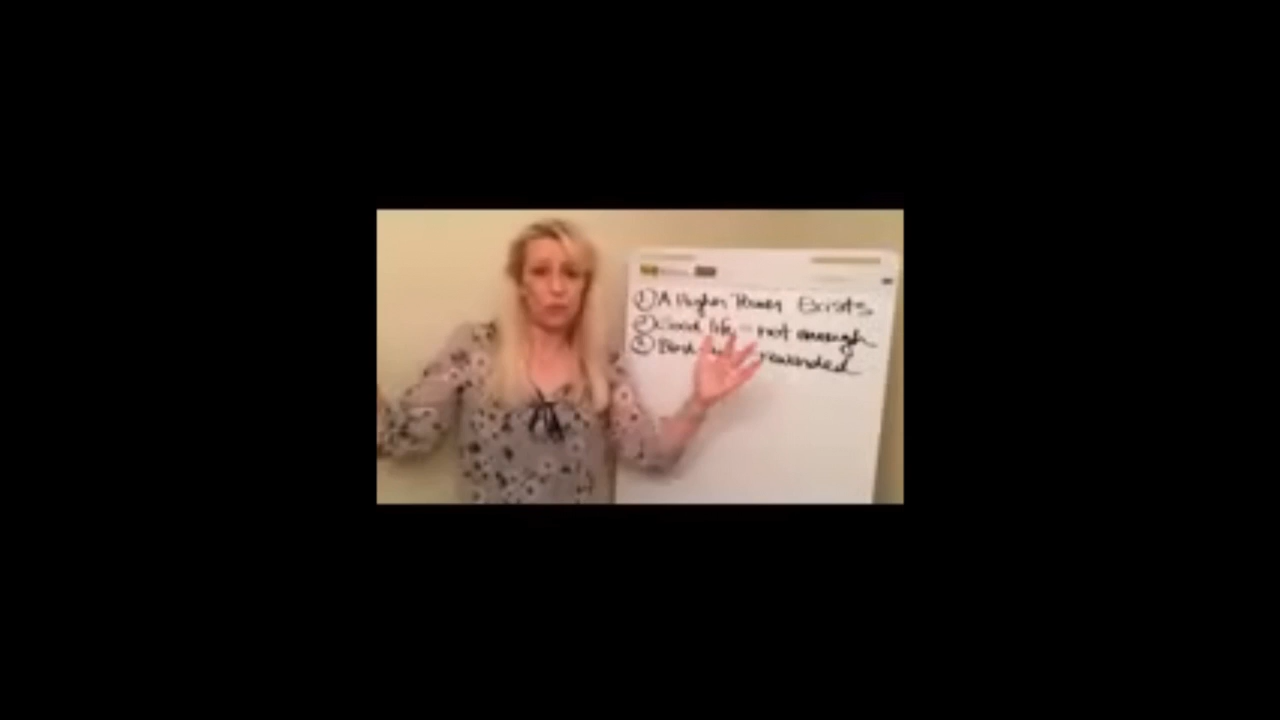 ① A Higher Power Exists
② Good life - not enough
③ rewarded